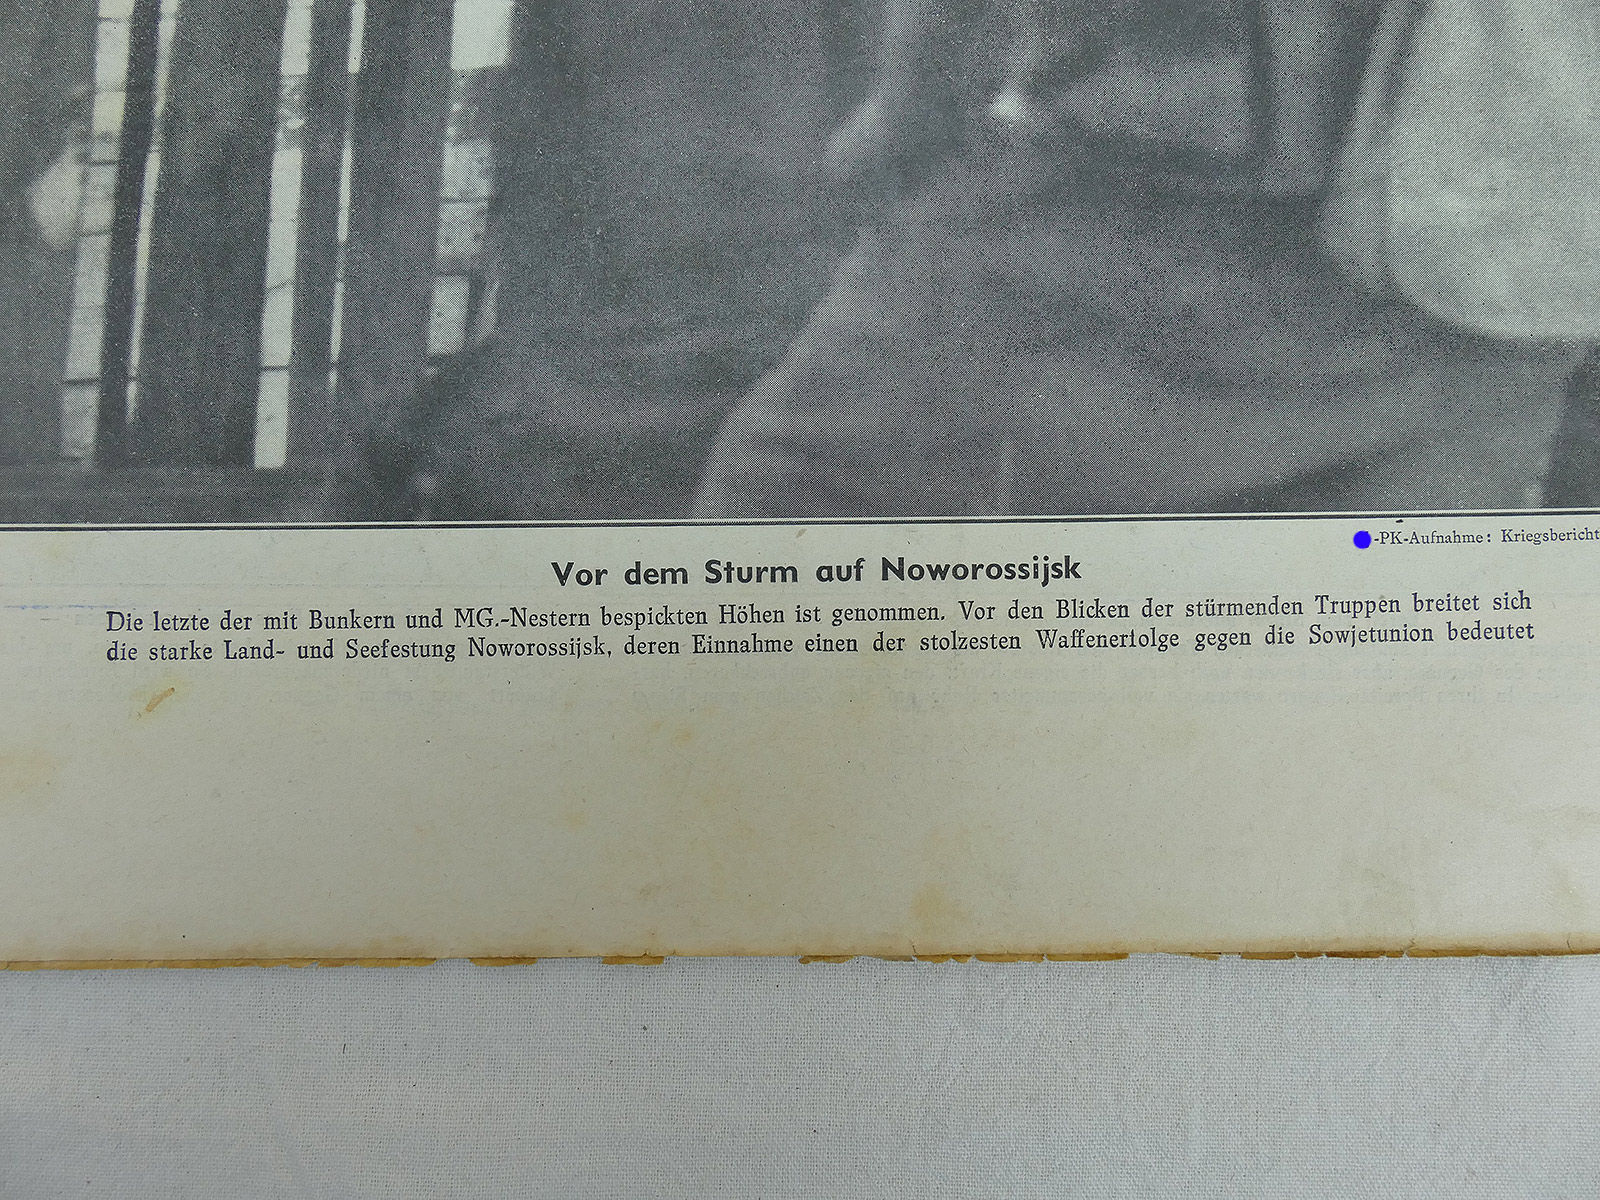 -PK-Aufnahme: Kriegsbericht
Vor dem Sturm auf Noworossijsk
Die letzte der mit Bunkern und MG.-Nestern bespickten Höhen ist genommen. Vor den Blicken der stürmenden Truppen breitet sich
die starke Land- und Seefestung Noworossijsk, deren Einnahme einen der stolzesten Waffenerfolge gegen die Sowjetunion bedeutet